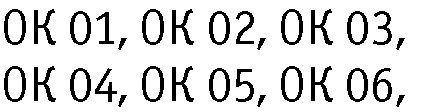 ОК 01, ОК 02, ОК 03,
ОК 04, ОК 05, ОК 06,